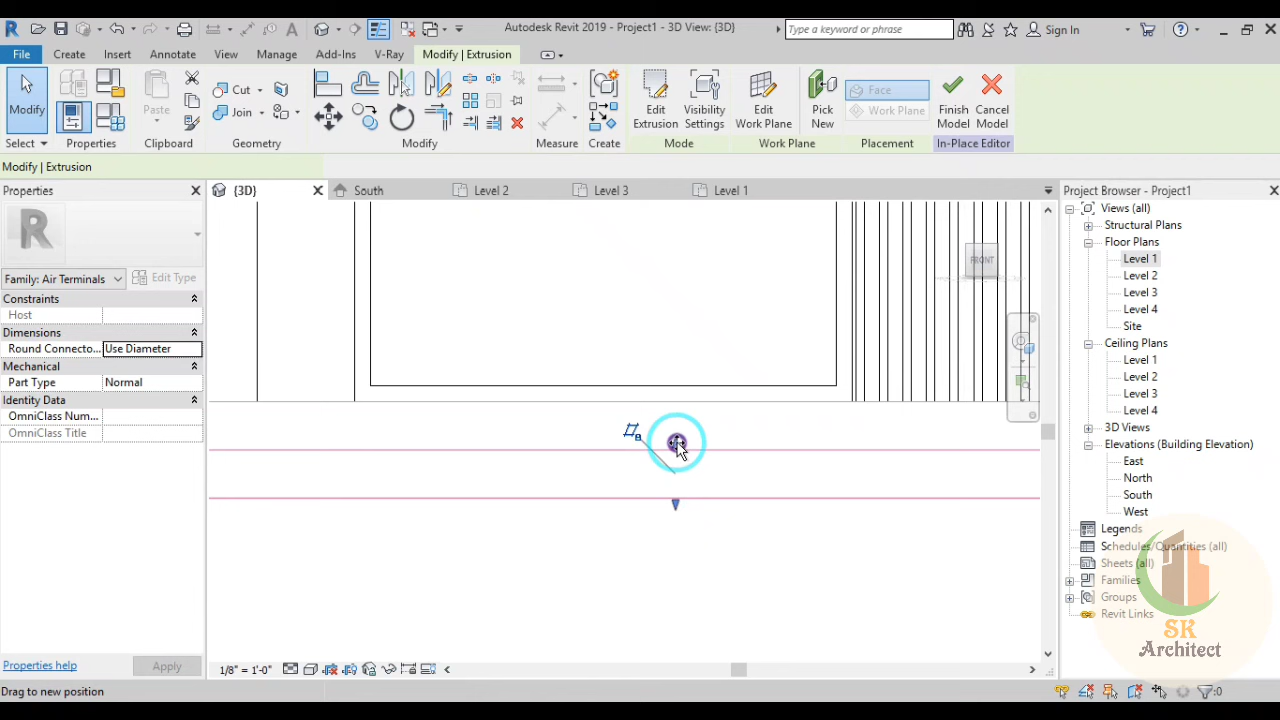 Autodesk Revit 2019 - Project1 - 3D View: {3D}
Type a keyword or phrase
Sign In
File Create Insert Annotate View Manage Add-Ins V-Ray Modify | Extrusion
Modify
Paste
Cut
Join
Edit Extrusion
Visibility Settings
Edit Work Plane
Pick New
Face
Work Plane
Finish Model
Cancel Model
Select Properties Clipboard Geometry Modify Measure Create Mode Work Plane Placement In-Place Editor
Modify | Extrusion
Properties
{3D} South Level 2 Level 3 Level 1
Project Browser - Project1
R
Family: Air Terminals
Edit Type
Constraints
Host
Dimensions
Round Connecto... Use Diameter
Mechanical
Part Type Normal
Identity Data
OmniClass Num...
OmniClass Title
FRONT
Views (all)
Structural Plans
Floor Plans
Level 1
Level 2
Level 3
Level 4
Site
Ceiling Plans
Level 1
Level 2
Level 3
Level 4
3D Views
Elevations (Building Elevation)
East
North
South
West
Legends
Schedules/Quantities (all)
Sheets (all)
Families
Groups
Revit Links
SK
Architect
Properties help
Apply
1/8" = 1'-0"
Drag to new position
:0